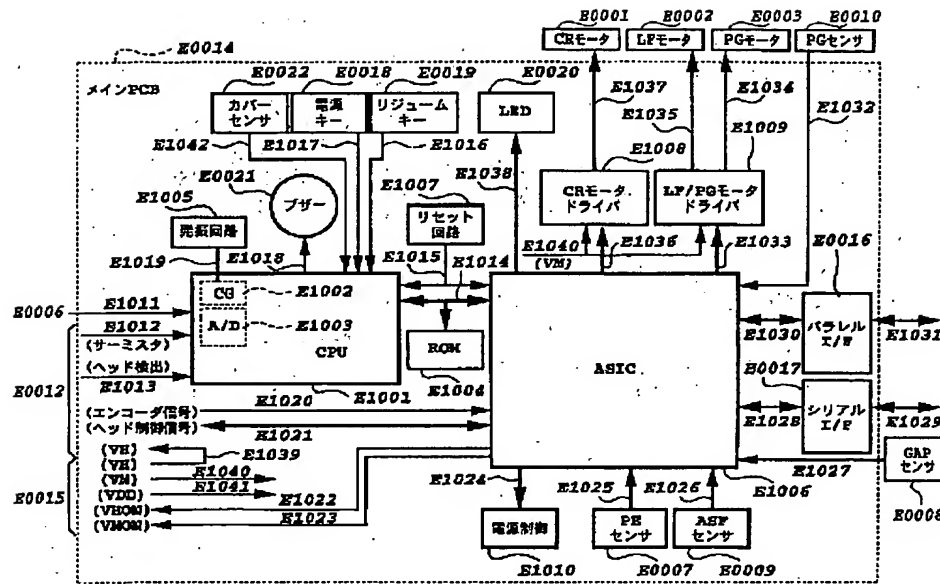 E0001
E0002
E0003
E0010
CRモータ
LFモータ
PGモータ
PGセンサ
E0014
メインPCB
E0022
E0018
E0019
E0020
カバー
センサ
電源
キー
リジューム
キー
LED
E1037
E1034
E1035
E1032
E1042
E1017
E1016
E1038
E1008
E1009
E0021
ブザー
E1005
発振回路
E1007
リセット
回路
CRモータ
ドライバ
LF/PGモータ
ドライバ
E1019
E1018
E1015
E1014
E1040
(VM)
E1036
E1033
E0016
CG
E1002
A/D
E1003
CPU
ROM
E1004
ASIC
E0006
E1011
E1012
(サーミスタ)
(ヘッド検出)
E1013
E0012
E1030
パラレル
I/F
E1031
E0017
E1020
E1001
(エンコーダ信号)
(ヘッド制御信号)
E1021
E1028
シリアル
I/F
E1029
(VH)
E1039
(VH)
(VM)
E1040
(VDD)
E1041
E0015
E1022
(VHON)
E1023
(VMON)
E1024
E1025
E1026
E1006
E1027
GAP
センサ
E0008
電源制御
PE
センサ
ASF
センサ
E1010
E0007
E0009